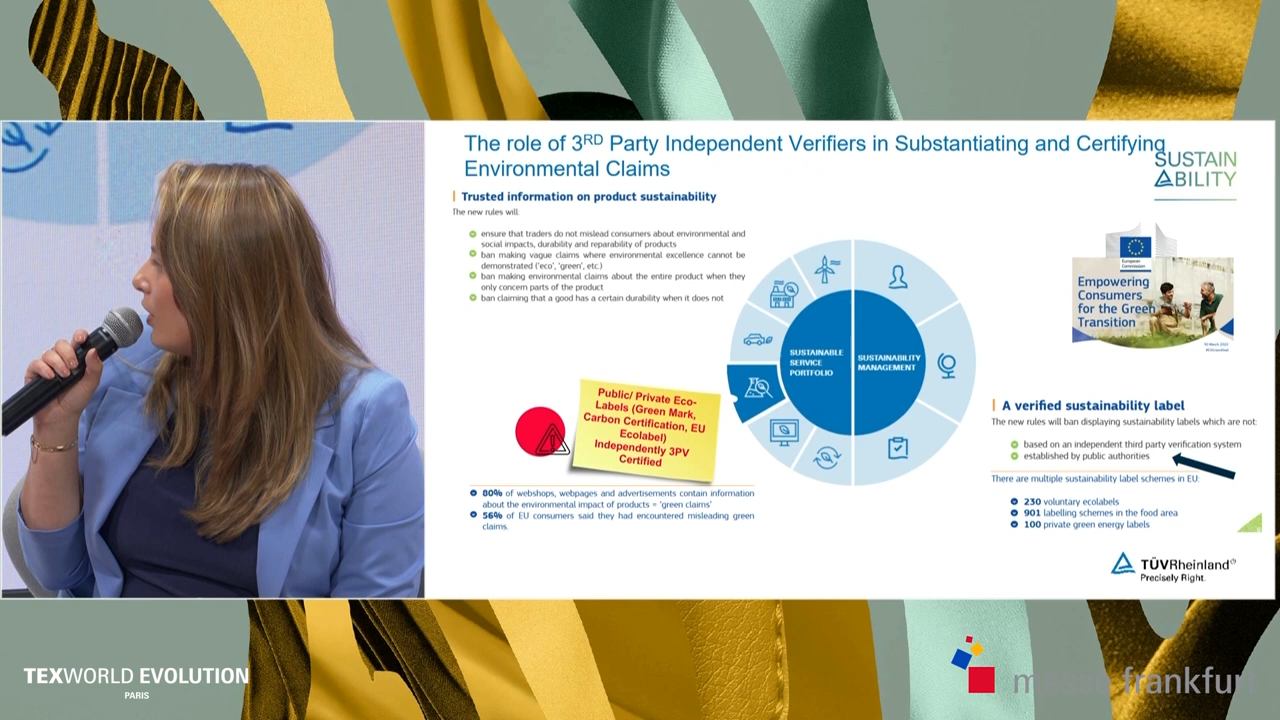 The role of 3RD Party Independent Verifiers in Substantiating and Certifying
Environmental Claims
SUSTAIN
ABILITY
Trusted information on product sustainability
The new rules will:
ensure that traders do not mislead consumers about environmental and
social impacts, durability and reparability of products
ban making vague claims where environmental excellence cannot be
demonstrated ('eco', 'green', etc.)
ban making environmental claims about the entire product when they
only concern parts of the product
ban claiming that a good has a certain durability when it does not
Public/ Private Eco-
Labels (Green Mark,
Carbon Certification, EU
Ecolabel)
Independently 3PV
Certified
80% of webshops, webpages and advertisements contain information
about the environmental impact of products = 'green claims'
56% of EU consumers said they had encountered misleading green
claims.
SUSTAINABLE
SERVICE
PORTFOLIO
SUSTAINABILITY
MANAGEMENT
European
Commission
Empowering
Consumers
for the Green
Transition
A verified sustainability label
The new rules will ban displaying sustainability labels which are not:
based on an independent third party verification system
established by public authorities
There are multiple sustainability label schemes in EU:
230 voluntary ecolabels
901 labelling schemes in the food area
100 private green energy labels
TÜVRheinland®
Precisely Right.
TEXWORLD EVOLUTION
PARIS
messe frankfurt